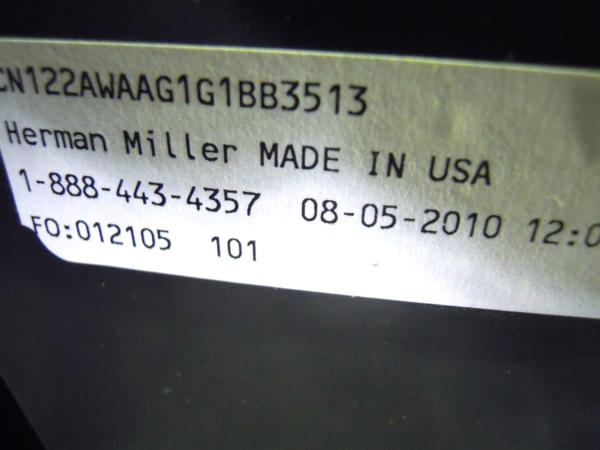 CN122AWAAG1G1BB3513
Herman Miller MADE IN USA
1-888-443-4357 08-05-2010 12:0
FO:012105 101